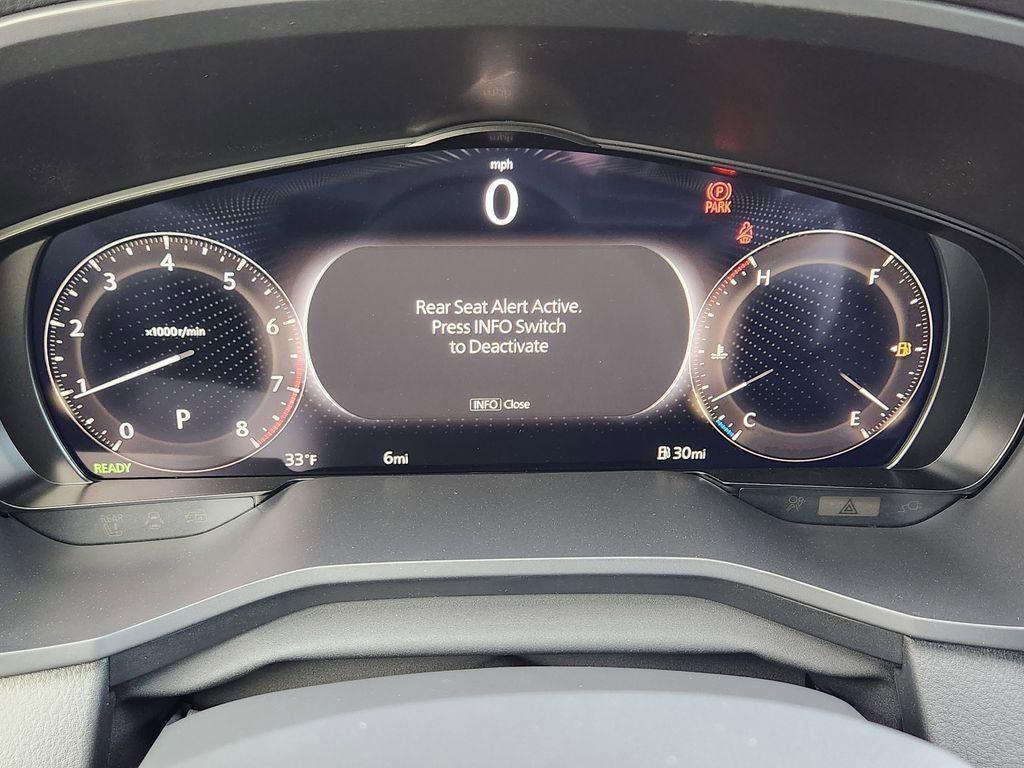 mph
0
PARK
Rear Seat Alert Active.
Press INFO Switch
to Deactivate
INFO Close
0
1
2
3
4
5
6
7
8
x1000r/min
P
READY
33°F
6mi
30mi
H
C
F
E
REAR